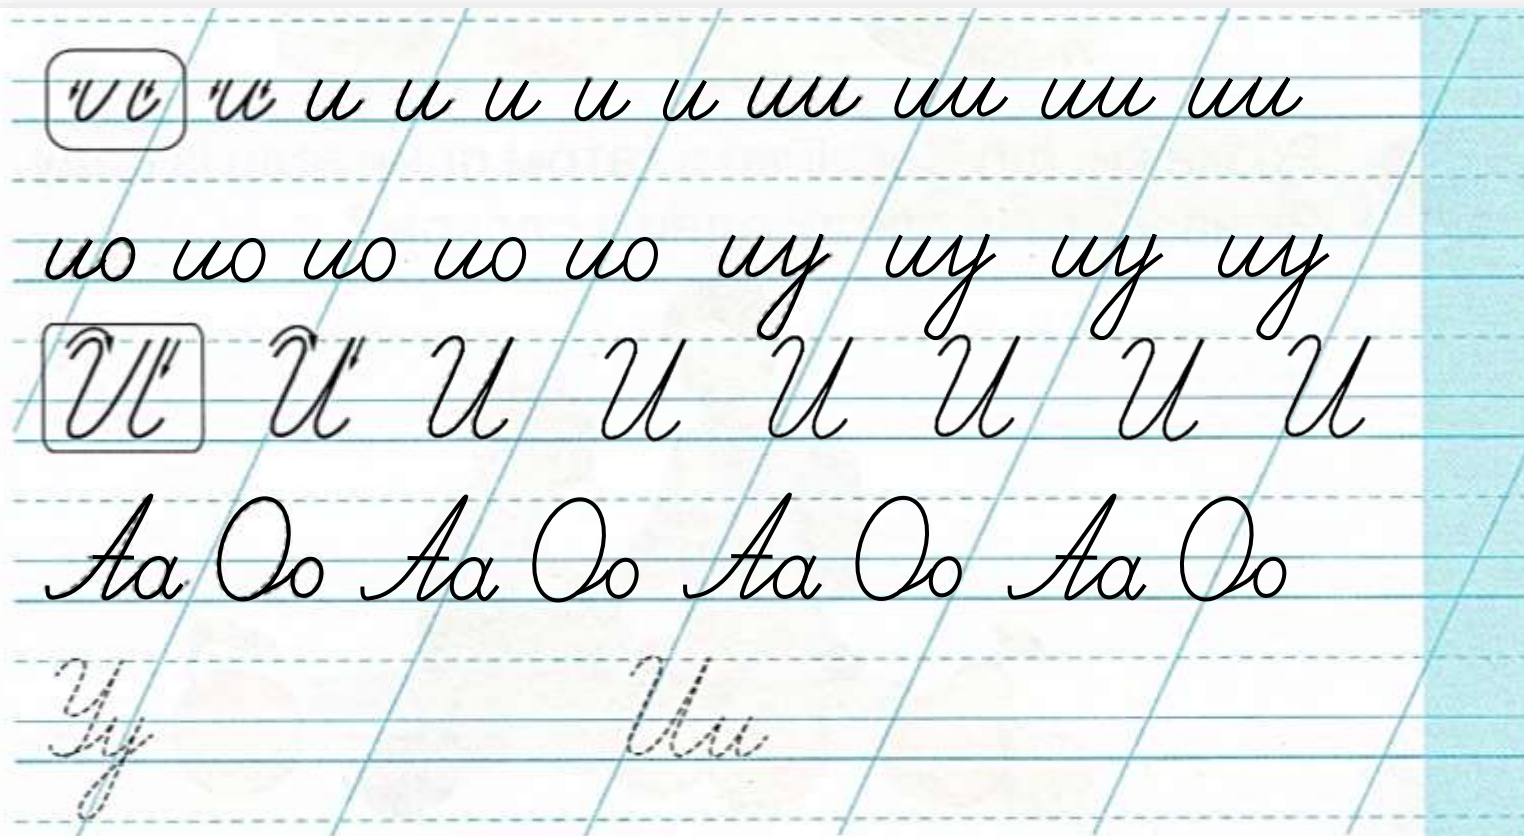 и и и и и и ии ии ии ии
ио ио ио ио ио иу иу иу иу
И И И И И И И И
Аа Оо Аа Оо Аа Оо Аа Оо
Уу Ии